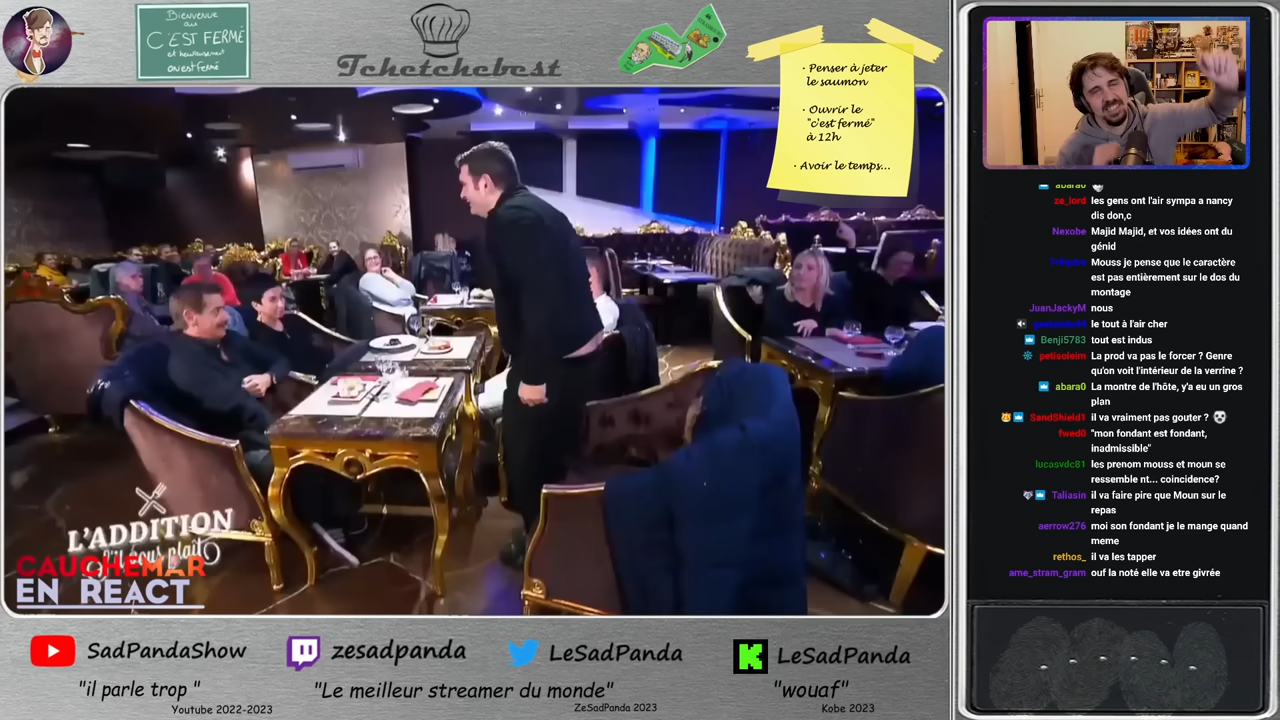 Bienvenue
au
C'EST FERMÉ
et heureusement
on est fermé
Tchetchebest
• Penser à jeter
le saumon
• Ouvrir le
"c'est fermé"
à 12h
• Avoir le temps...
L'ADDITION
s'il vous plaît
CAUCHEMAR
EN REACT
SadPandaShow
"il parle trop "
Youtube 2022-2023
zesadpanda
"Le meilleur streamer du monde"
ZeSadPanda 2023
LeSadPanda
LeSadPanda
"wouaf"
Kobe 2023
abara0
ze_lord les gens ont l'air sympa a nancy
dis don,c
Nexobe Majid Majid, et vos idées ont du
génid
Mouss je pense que le caractère
est pas entièrement sur le dos du
montage
JuanJackyM nous
le tout à l'air cher
Benji5783 tout est indus
petisoleim La prod va pas le forcer ? Genre
qu'on voit l'intérieur de la verrine ?
abara0 La montre de l'hôte, y'a eu un gros
plan
SandShield1 il va vraiment pas gouter ?
fwed0 "mon fondant est fondant,
inadmissible"
lucasvdc81 les prenom mouss et moun se
ressemble nt... coincidence?
Taliasin il va faire pire que Moun sur le
repas
aerrow276 moi son fondant je le mange quand
meme
rethos_ il va les tapper
ame_stram_gram ouf la noté elle va etre givrée